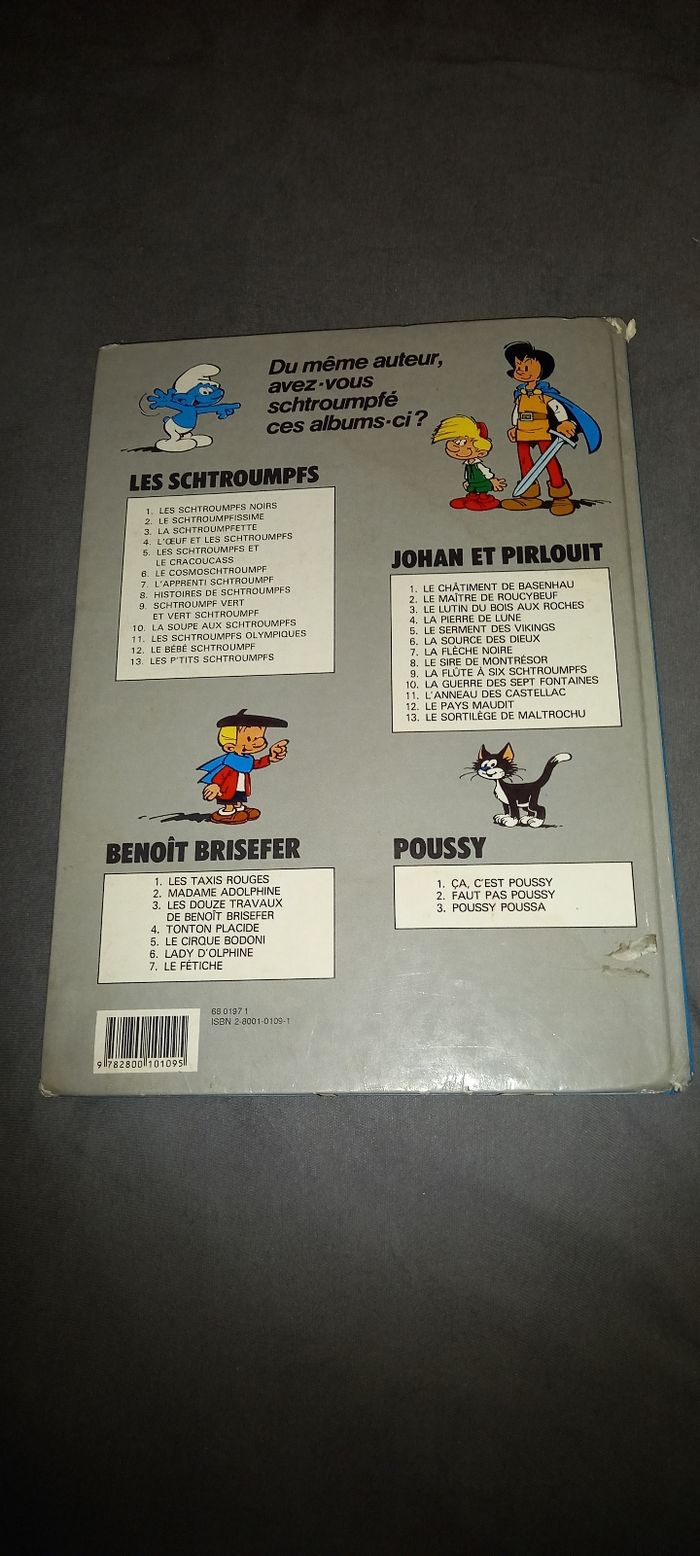 Du même auteur,
avez-vous
schtroumpfé
ces albums-ci ?
LES SCHTROUMPFS
1. LES SCHTROUMPFS NOIRS
2. LE SCHTROUMPFISSIME
3. LA SCHTROUMPFETTE
4. L'ŒUF ET LES SCHTROUMPFS
5. LES SCHTROUMPFS ET
LE CRACOUCASS
6. LE COSMOSCHTROUMPF
7. L'APPRENTI SCHTROUMPF
8. HISTOIRES DE SCHTROUMPFS
9. SCHTROUMPF VERT
ET VERT SCHTROUMPF
10. LA SOUPE AUX SCHTROUMPFS
11. LES SCHTROUMPFS OLYMPIQUES
12. LE BÉBÉ SCHTROUMPF
13. LES P'TITS SCHTROUMPFS
JOHAN ET PIRLOUIT
1. LE CHÂTIMENT DE BASENHAU
2. LE MAÎTRE DE ROUCYBEUF
3. LE LUTIN DU BOIS AUX ROCHES
4. LA PIERRE DE LUNE
5. LE SERMENT DES VIKINGS
6. LA SOURCE DES DIEUX
7. LA FLÈCHE NOIRE
8. LE SIRE DE MONTRÉSOR
9. LA FLÛTE À SIX SCHTROUMPFS
10. LA GUERRE DES SEPT FONTAINES
11. L'ANNEAU DES CASTELLAC
12. LE PAYS MAUDIT
13. LE SORTILÈGE DE MALTROCHU
BENOÎT BRISEFER
1. LES TAXIS ROUGES
2. MADAME ADOLPHINE
3. LES DOUZE TRAVAUX
DE BENOÎT BRISEFER
4. TONTON PLACIDE
5. LE CIRQUE BODONI
6. LADY D'OLPHINE
7. LE FÉTICHE
POUSSY
1. ÇA, C'EST POUSSY
2. FAUT PAS POUSSY
3. POUSSY POUSSA
68 0197 1
ISBN 2-8001-0109-1
9 782800 101095